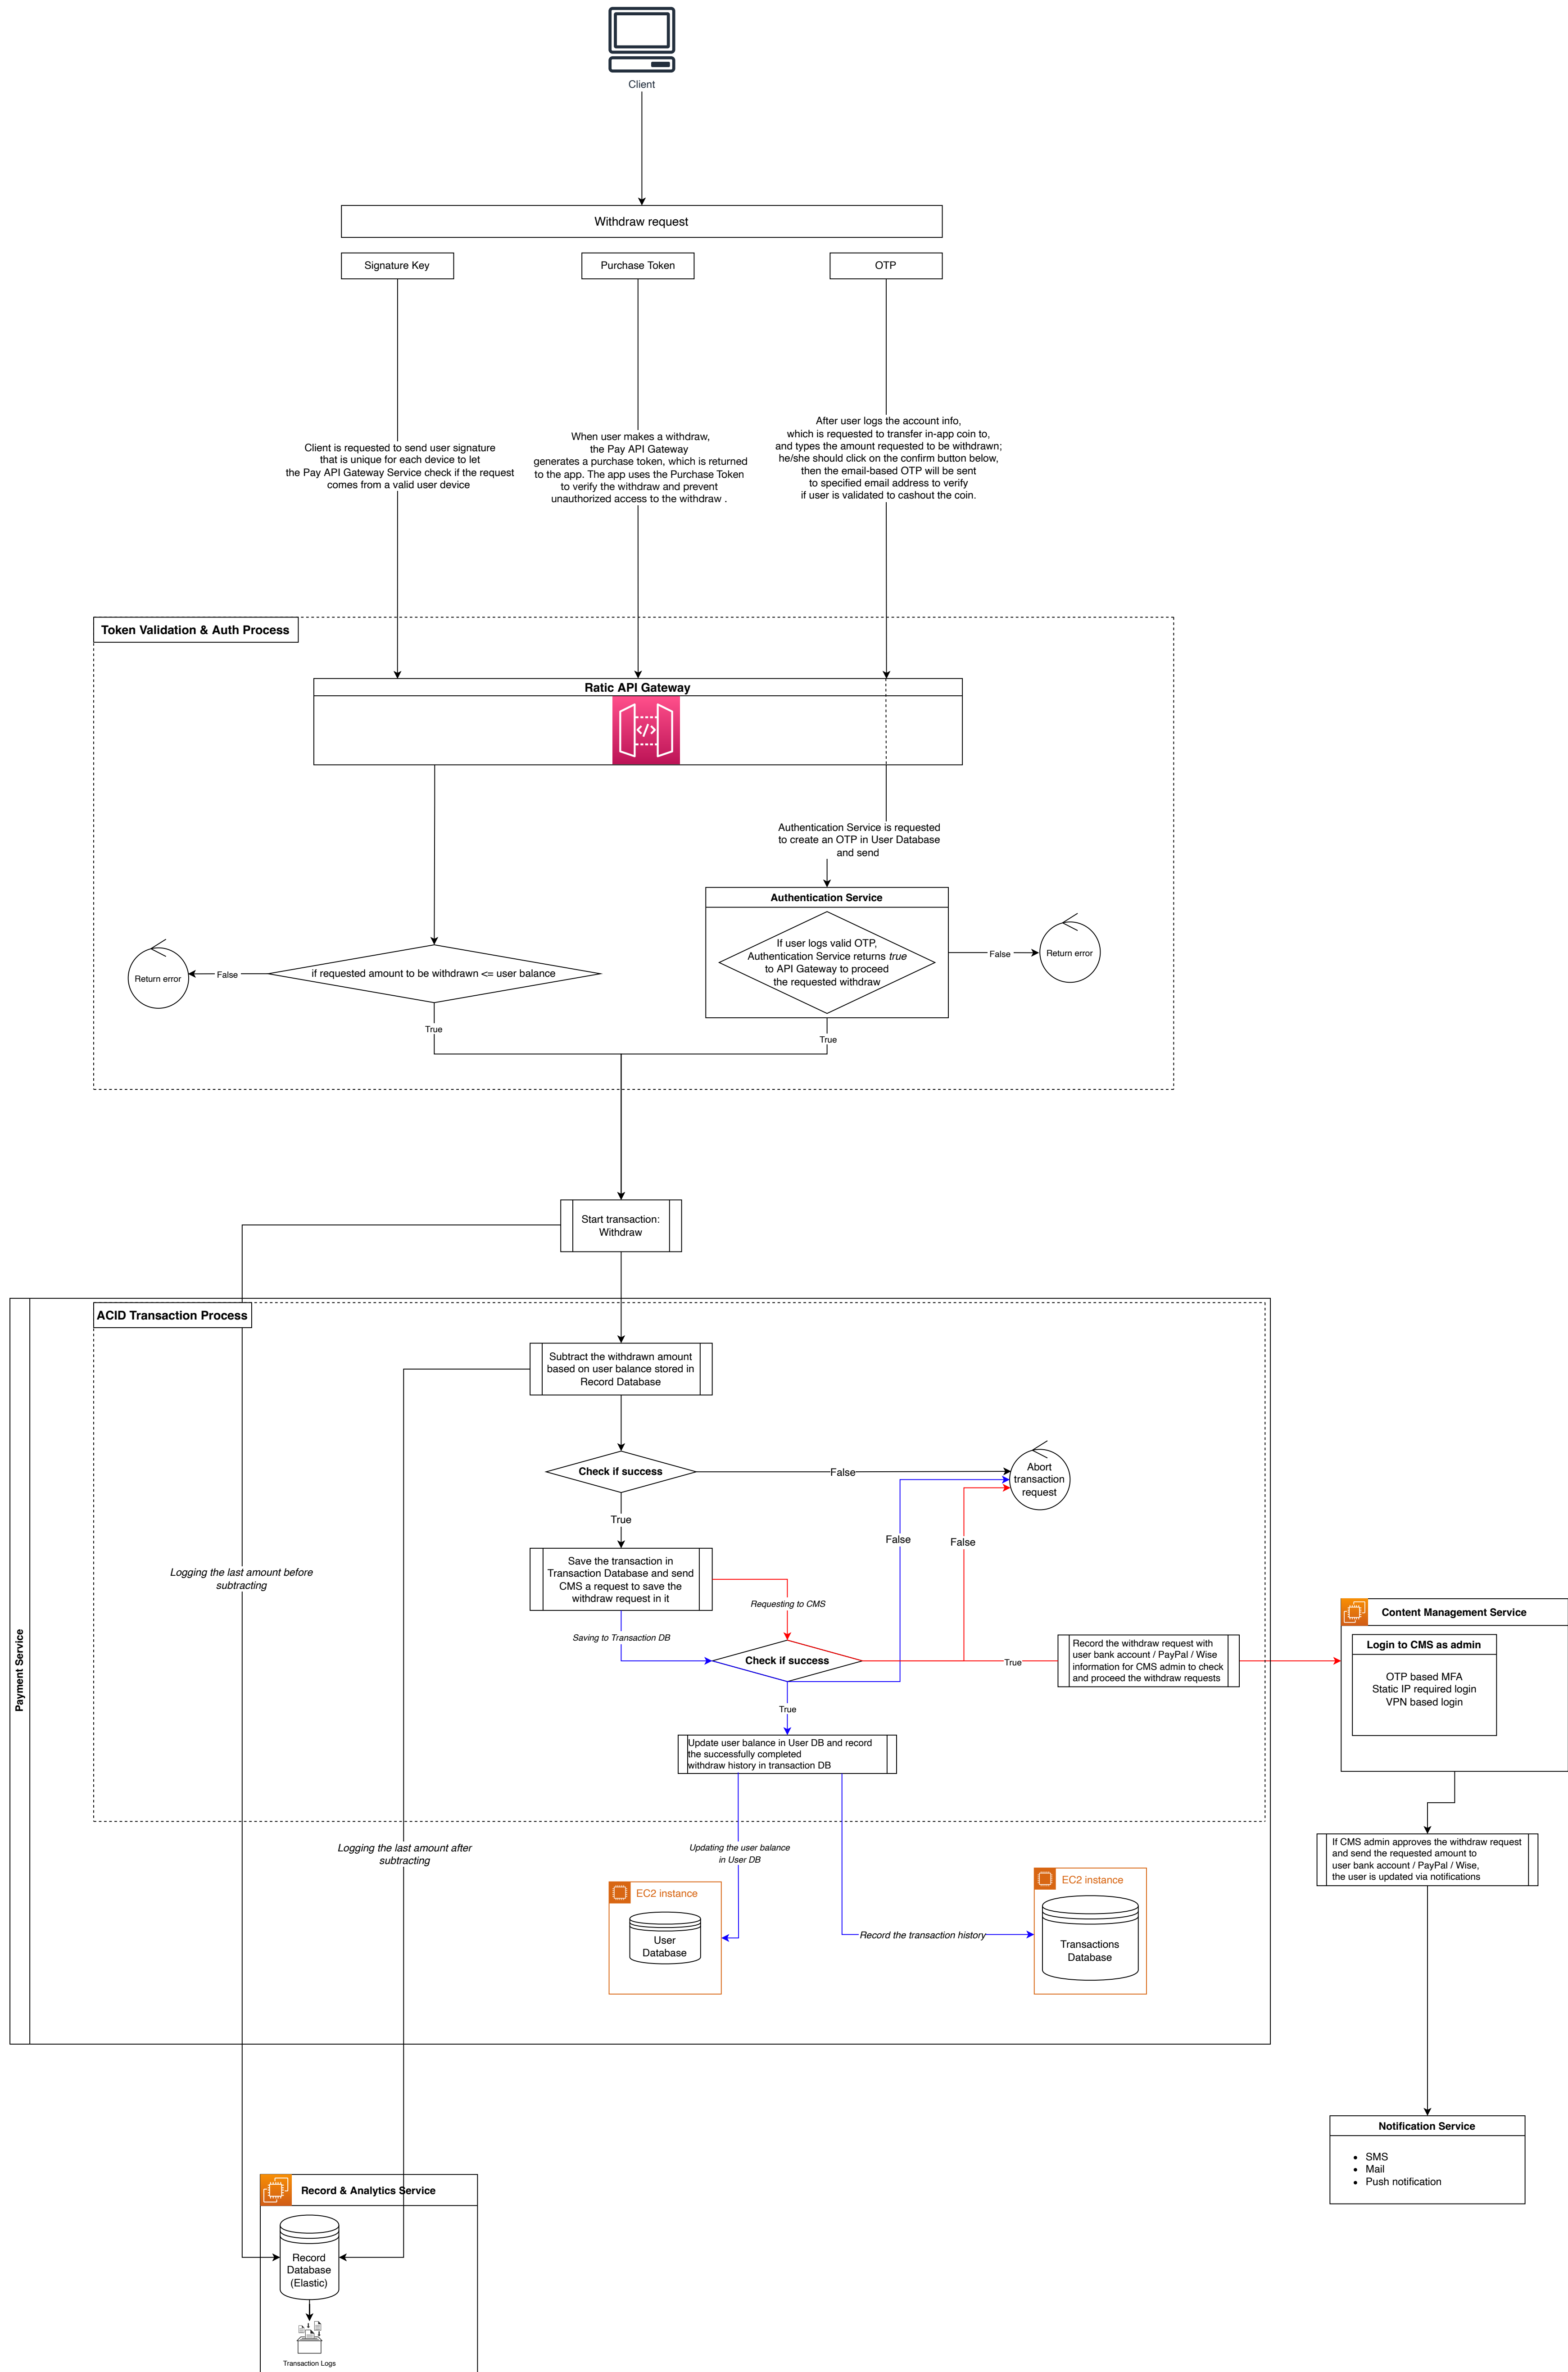 Client
Withdraw request
Signature Key
Purchase Token
OTP
Client is requested to send user signature
that is unique for each device to let
the Pay API Gateway Service check if the request
comes from a valid user device
When user makes a withdraw,
the Pay API Gateway
generates a purchase token, which is returned
to the app. The app uses the Purchase Token
to verify the withdraw and prevent
unauthorized access to the withdraw .
After user logs the account info,
which is requested to transfer in-app coin to,
and types the amount requested to be withdrawn;
he/she should click on the confirm button below,
then the email-based OTP will be sent
to specified email address to verify
if user is validated to cashout the coin.
Token Validation & Auth Process
Ratic API Gateway
Authentication Service is requested
to create an OTP in User Database
and send
Authentication Service
If user logs valid OTP,
Authentication Service returns true
to API Gateway to proceed
the requested withdraw
False
Return error
Return error
False
if requested amount to be withdrawn <= user balance
True
True
Start transaction:
Withdraw
Payment Service
ACID Transaction Process
Subtract the withdrawn amount
based on user balance stored in
Record Database
Check if success
False
Abort
transaction
request
True
False
False
Save the transaction in
Transaction Database and send
CMS a request to save the
withdraw request in it
Logging the last amount before
subtracting
Requesting to CMS
Saving to Transaction DB
Check if success
True
Record the withdraw request with
user bank account / PayPal / Wise
information for CMS admin to check
and proceed the withdraw requests
Content Management Service
Login to CMS as admin
OTP based MFA
Static IP required login
VPN based login
True
Update user balance in User DB and record
the successfully completed
withdraw history in transaction DB
Logging the last amount after
subtracting
Updating the user balance
in User DB
If CMS admin approves the withdraw request
and send the requested amount to
user bank account / PayPal / Wise,
the user is updated via notifications
EC2 instance
User
Database
Record the transaction history
EC2 instance
Transactions
Database
Notification Service
• SMS
• Mail
• Push notification
Record & Analytics Service
Record
Database
(Elastic)
Transaction Logs